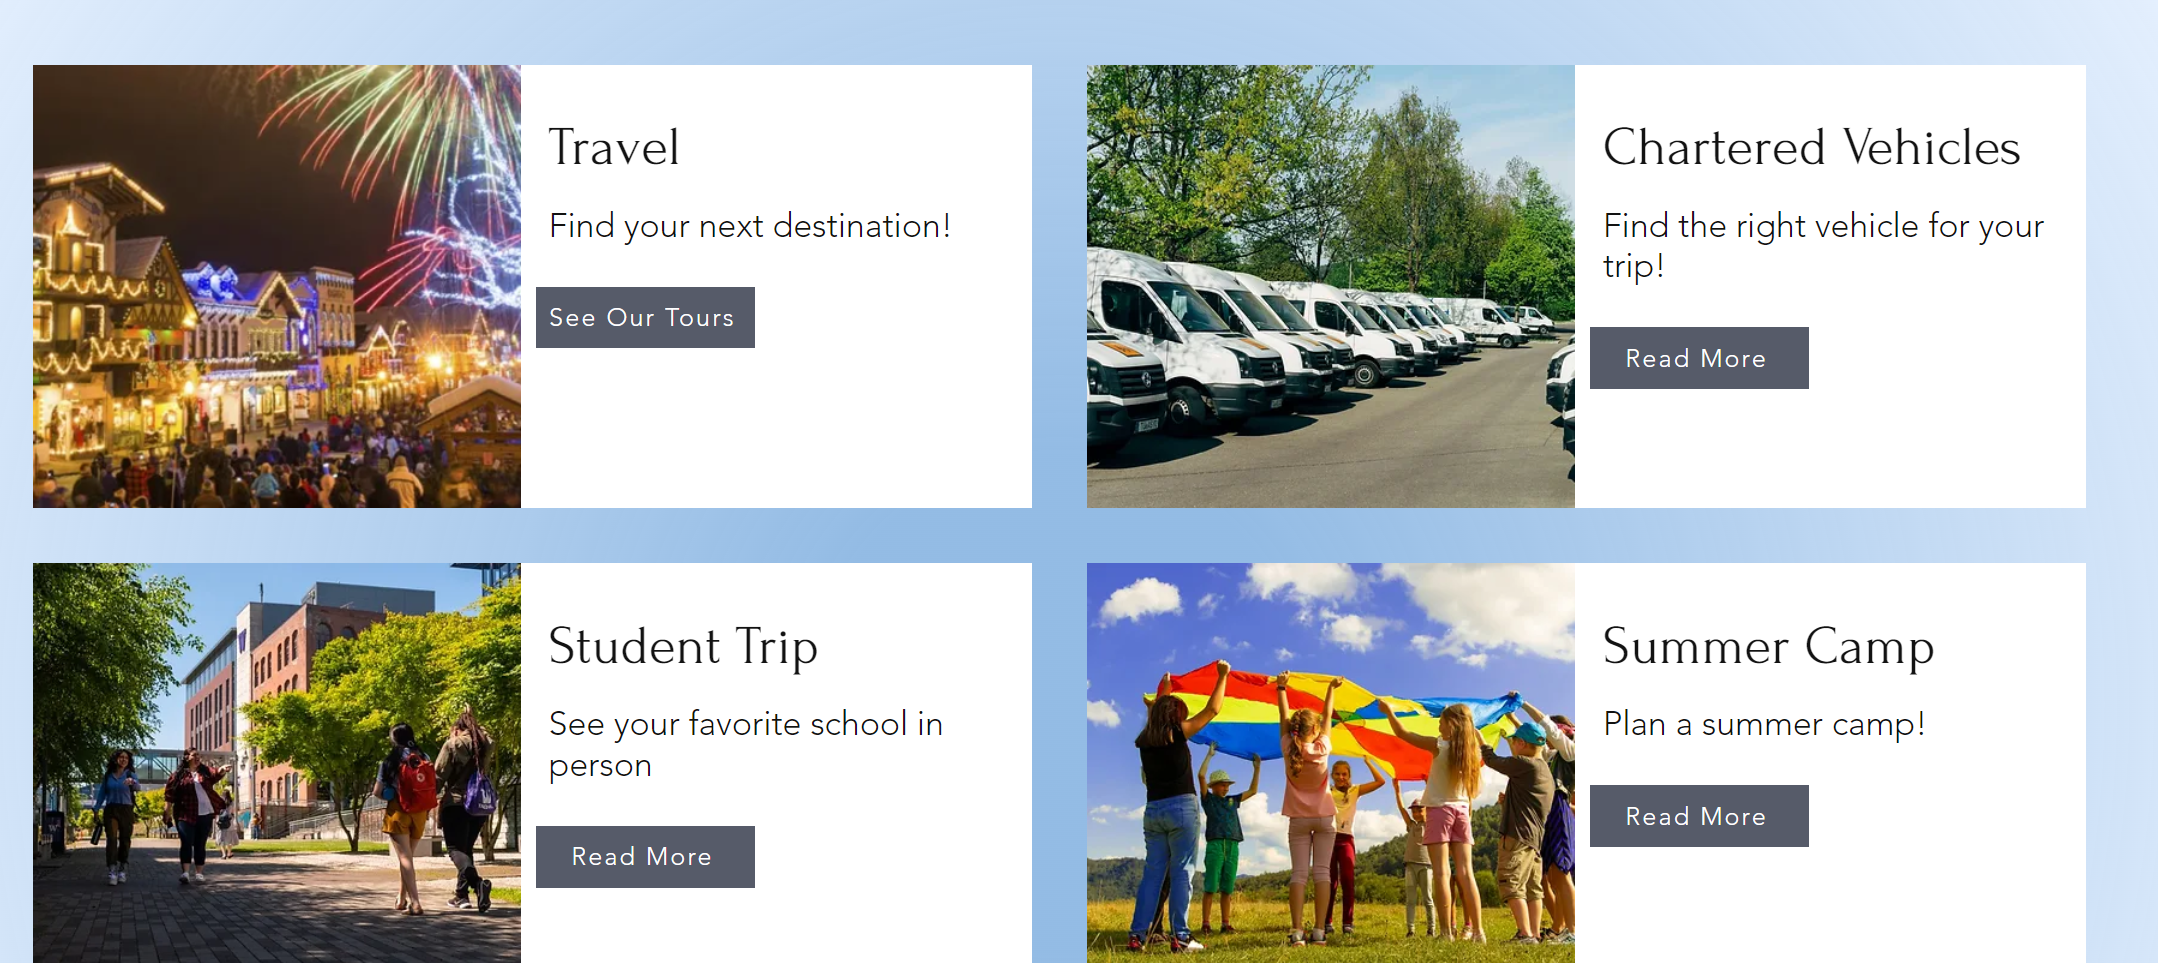 Travel
Find your next destination!
See Our Tours
Chartered Vehicles
Find the right vehicle for your
trip!
Read More
Student Trip
See your favorite school in
person
Read More
Summer Camp
Plan a summer camp!
Read More